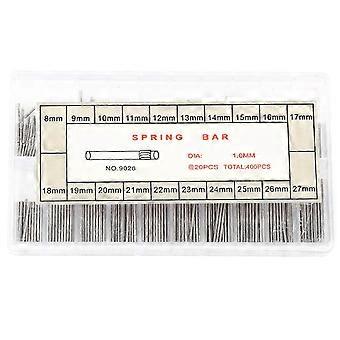 8mm 9mm 10mm 11mm 12mm 13mm 14mm 15mm 16mm 17mm
SPRING BAR
DIA: 1.0MM
NO.9026 @20PCS TOTAL:400PCS
18mm 19mm 20mm 21mm 22mm 23mm 24mm 25mm 26mm 27mm